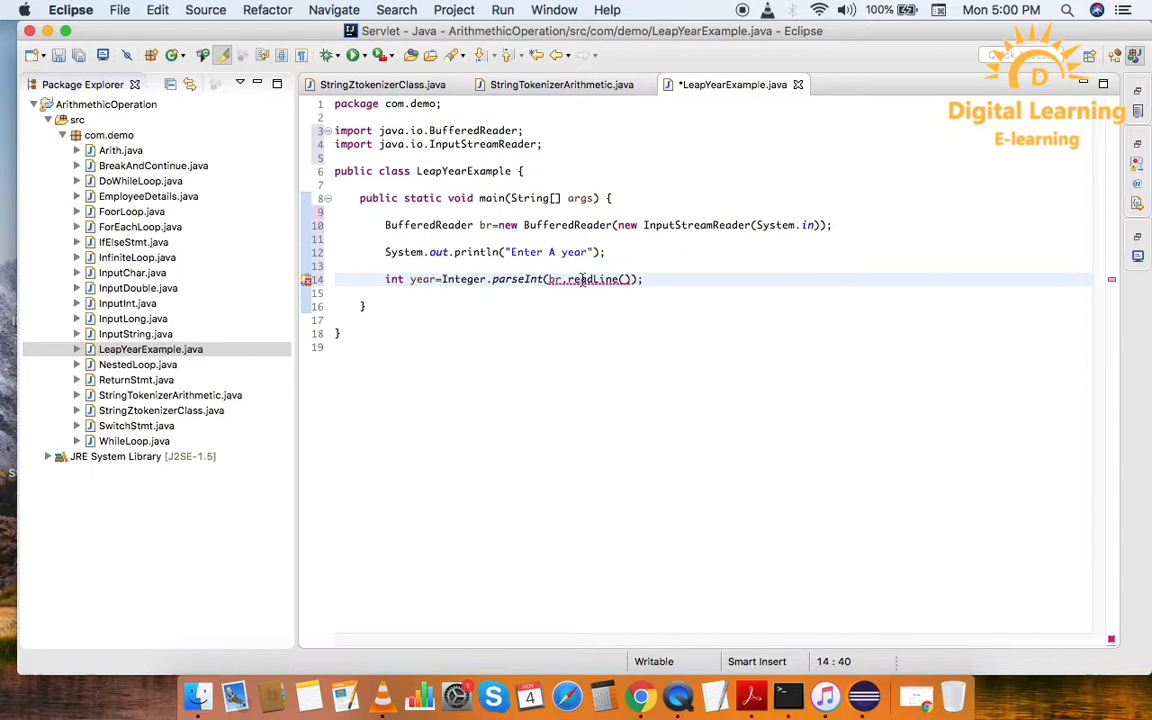 Eclipse File Edit Source Refactor Navigate Search Project Run Window Help 100% Mon 5:00 PM
Servlet - Java - ArithmethicOperation/src/com/demo/LeapYearExample.java - Eclipse
Digital Learning
E-learning
Package Explorer
StringZtokenizerClass.java StringTokenizerArithmetic.java *LeapYearExample.java
ArithmethicOperation
src
com.demo
Arith.java
BreakAndContinue.java
DoWhileLoop.java
EmployeeDetails.java
FoorLoop.java
ForEachLoop.java
IfElseStmt.java
InfiniteLoop.java
InputChar.java
InputDouble.java
InputInt.java
InputLong.java
InputString.java
LeapYearExample.java
NestedLoop.java
ReturnStmt.java
StringTokenizerArithmetic.java
StringZtokenizerClass.java
SwitchStmt.java
WhileLoop.java
JRE System Library [J2SE-1.5]
1 package com.demo;
2
3 import java.io.BufferedReader;
4 import java.io.InputStreamReader;
5
6 public class LeapYearExample {
7
8 public static void main(String[] args) {
9
10 BufferedReader br=new BufferedReader(new InputStreamReader(System.in));
11
12 System.out.println("Enter A year");
13
14 int year=Integer.parseInt(br.readLine());
15
16 }
17
18 }
19
Writable Smart Insert 14 : 40